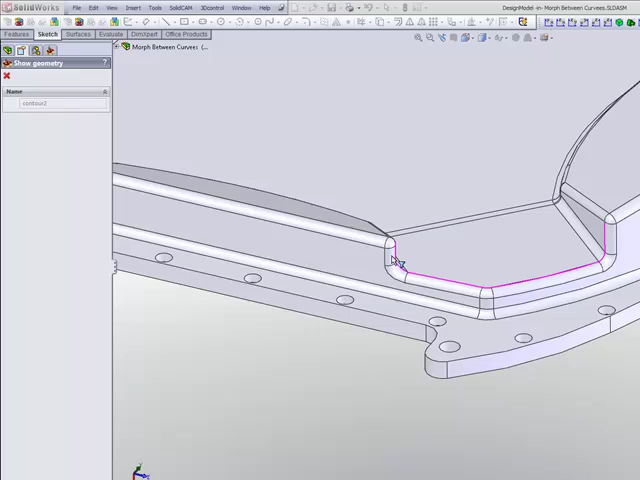 SolidWorks File Edit View Insert Tools SolidCAM 3DControl Window Help DesignModel -in- Morph Between Curvees.SLDASM
Features Sketch Surfaces Evaluate DimXpert Office Products
Morph Between Curves (...
Show geometry ?
Name
contour2